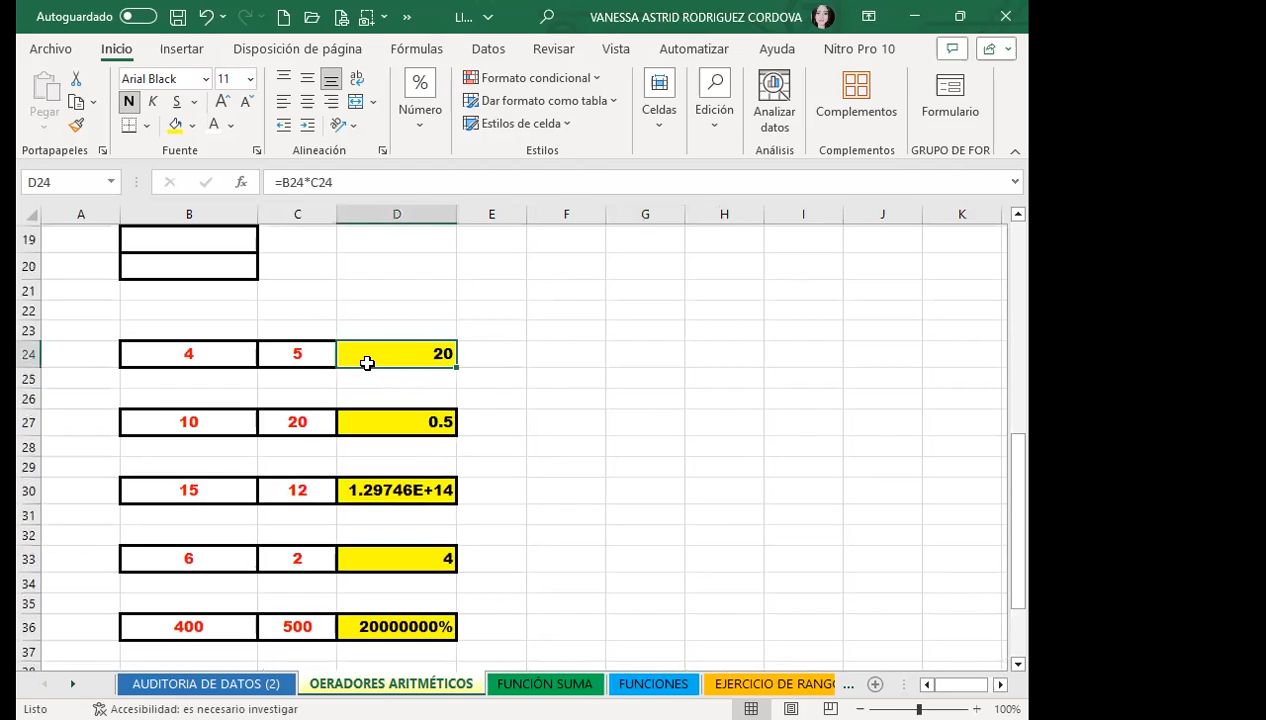 Autoguardado
LI...
VANESSA ASTRID RODRIGUEZ CORDOVA
Archivo
Inicio
Insertar
Disposición de página
Fórmulas
Datos
Revisar
Vista
Automatizar
Ayuda
Nitro Pro 10
Pegar
Portapapeles
Arial Black
11
N K S
A A
A
Fuente
ab
Alineación
%
Número
Formato condicional
Dar formato como tabla
Estilos de celda
Estilos
Celdas
Edición
Analizar
datos
Análisis
Complementos
Complementos
Formulario
GRUPO DE FOR
D24
fx
=B24*C24
A B C D E F G H I J K
19
20
21
22
23
24 4 5 20
25
26
27 10 20 0.5
28
29
30 15 12 1.29746E+14
31
32
33 6 2 4
34
35
36 400 500 20000000%
37
38
AUDITORIA DE DATOS (2)
OERADORES ARITMÉTICOS
FUNCIÓN SUMA
FUNCIONES
EJERCICIO DE RANGO
...
Listo
Accesibilidad: es necesario investigar
100%